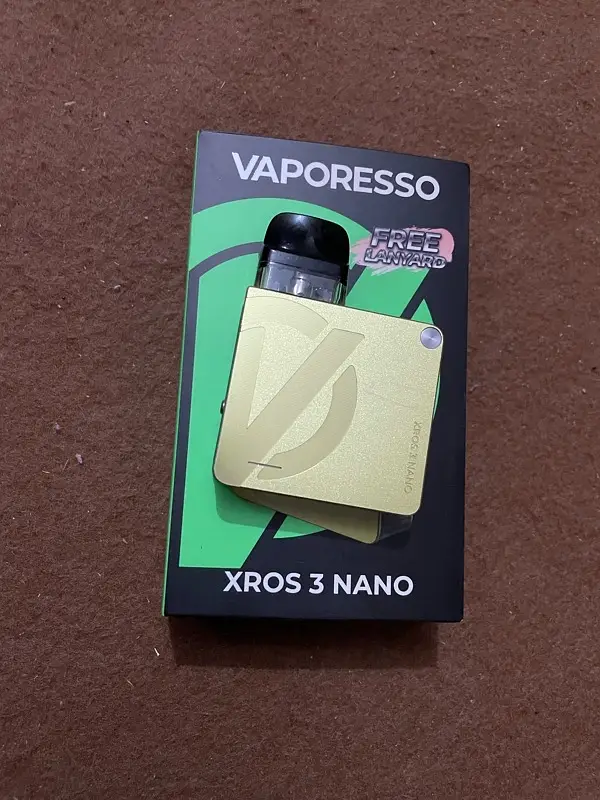 VAPORESSO
FREE
LANYARD
XROS 3 NANO
XROS 3 NANO